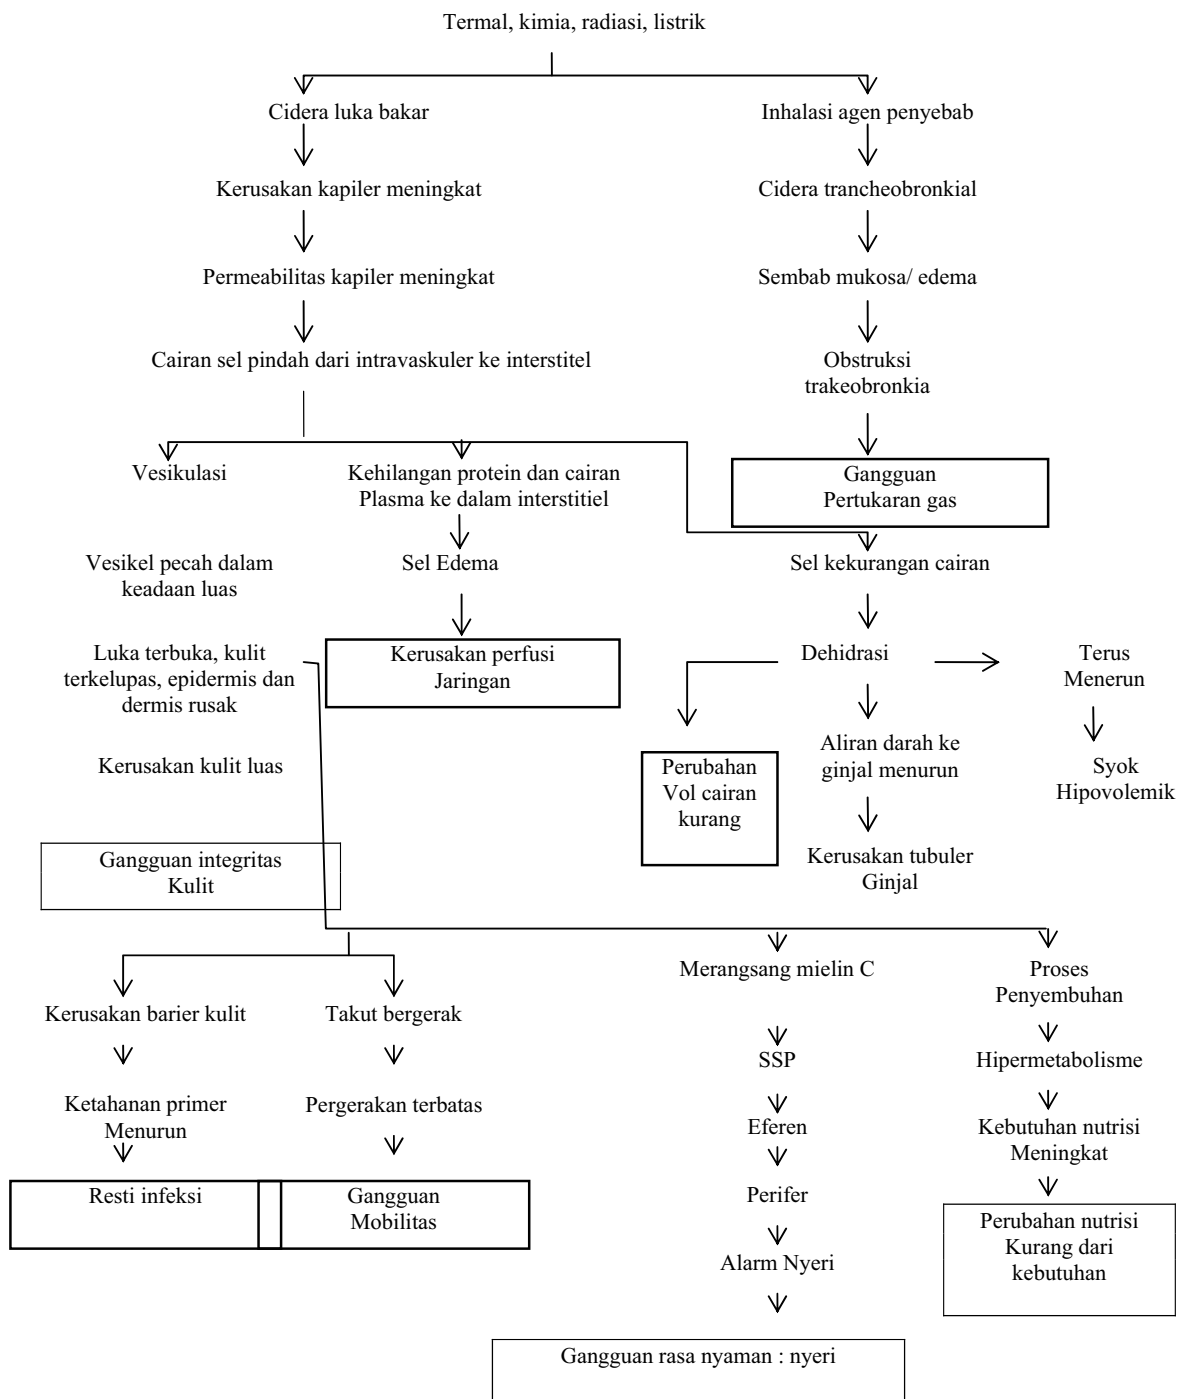 Termal, kimia, radiasi, listrik
Cidera luka bakar
Inhalasi agen penyebab
Kerusakan kapiler meningkat
Cidera trancheobronkial
Permeabilitas kapiler meningkat
Sembab mukosa/ edema
Cairan sel pindah dari intravaskuler ke interstitel
Obstruksi
trakeobronkia
Vesikulasi
Kehilangan protein dan cairan
Plasma ke dalam interstitiel
Gangguan
Pertukaran gas
Vesikel pecah dalam
keadaan luas
Sel Edema
Sel kekurangan cairan
Luka terbuka, kulit
terkelupas, epidermis dan
dermis rusak
Kerusakan perfusi
Jaringan
Dehidrasi
Terus
Menerun
Kerusakan kulit luas
Perubahan
Vol cairan
kurang
Aliran darah ke
ginjal menurun
Syok
Hipovolemik
Gangguan integritas
Kulit
Kerusakan tubuler
Ginjal
Merangsang mielin C
Proses
Penyembuhan
Kerusakan barier kulit
Takut bergerak
SSP
Hipermetabolisme
Ketahanan primer
Menurun
Pergerakan terbatas
Eferen
Kebutuhan nutrisi
Meningkat
Resti infeksi
Gangguan
Mobilitas
Perifer
Perubahan nutrisi
Kurang dari
kebutuhan
Alarm Nyeri
Gangguan rasa nyaman : nyeri